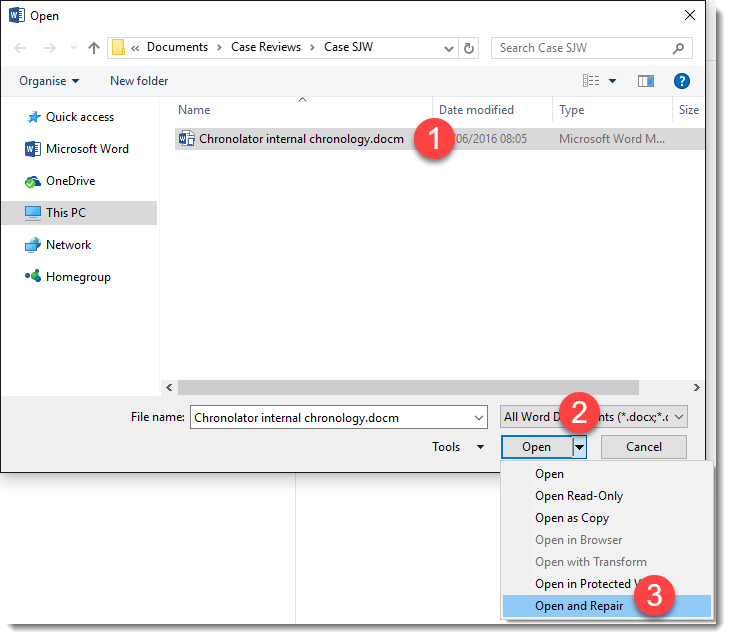 Open
« Documents > Case Reviews > Case SJW
Search Case SJW
Organise New folder
Name Date modified Type Size
Quick access
Chronolator internal chronology.docm 1 06/2016 08:05 Microsoft Word M...
Microsoft Word
OneDrive
This PC
Network
Homegroup
File name: Chronolator internal chronology.docm
All Word 2 (*.docx;*.
Tools Open Cancel
Open
Open Read-Only
Open as Copy
Open in Browser
Open with Transform
Open in Protected
Open and Repair 3